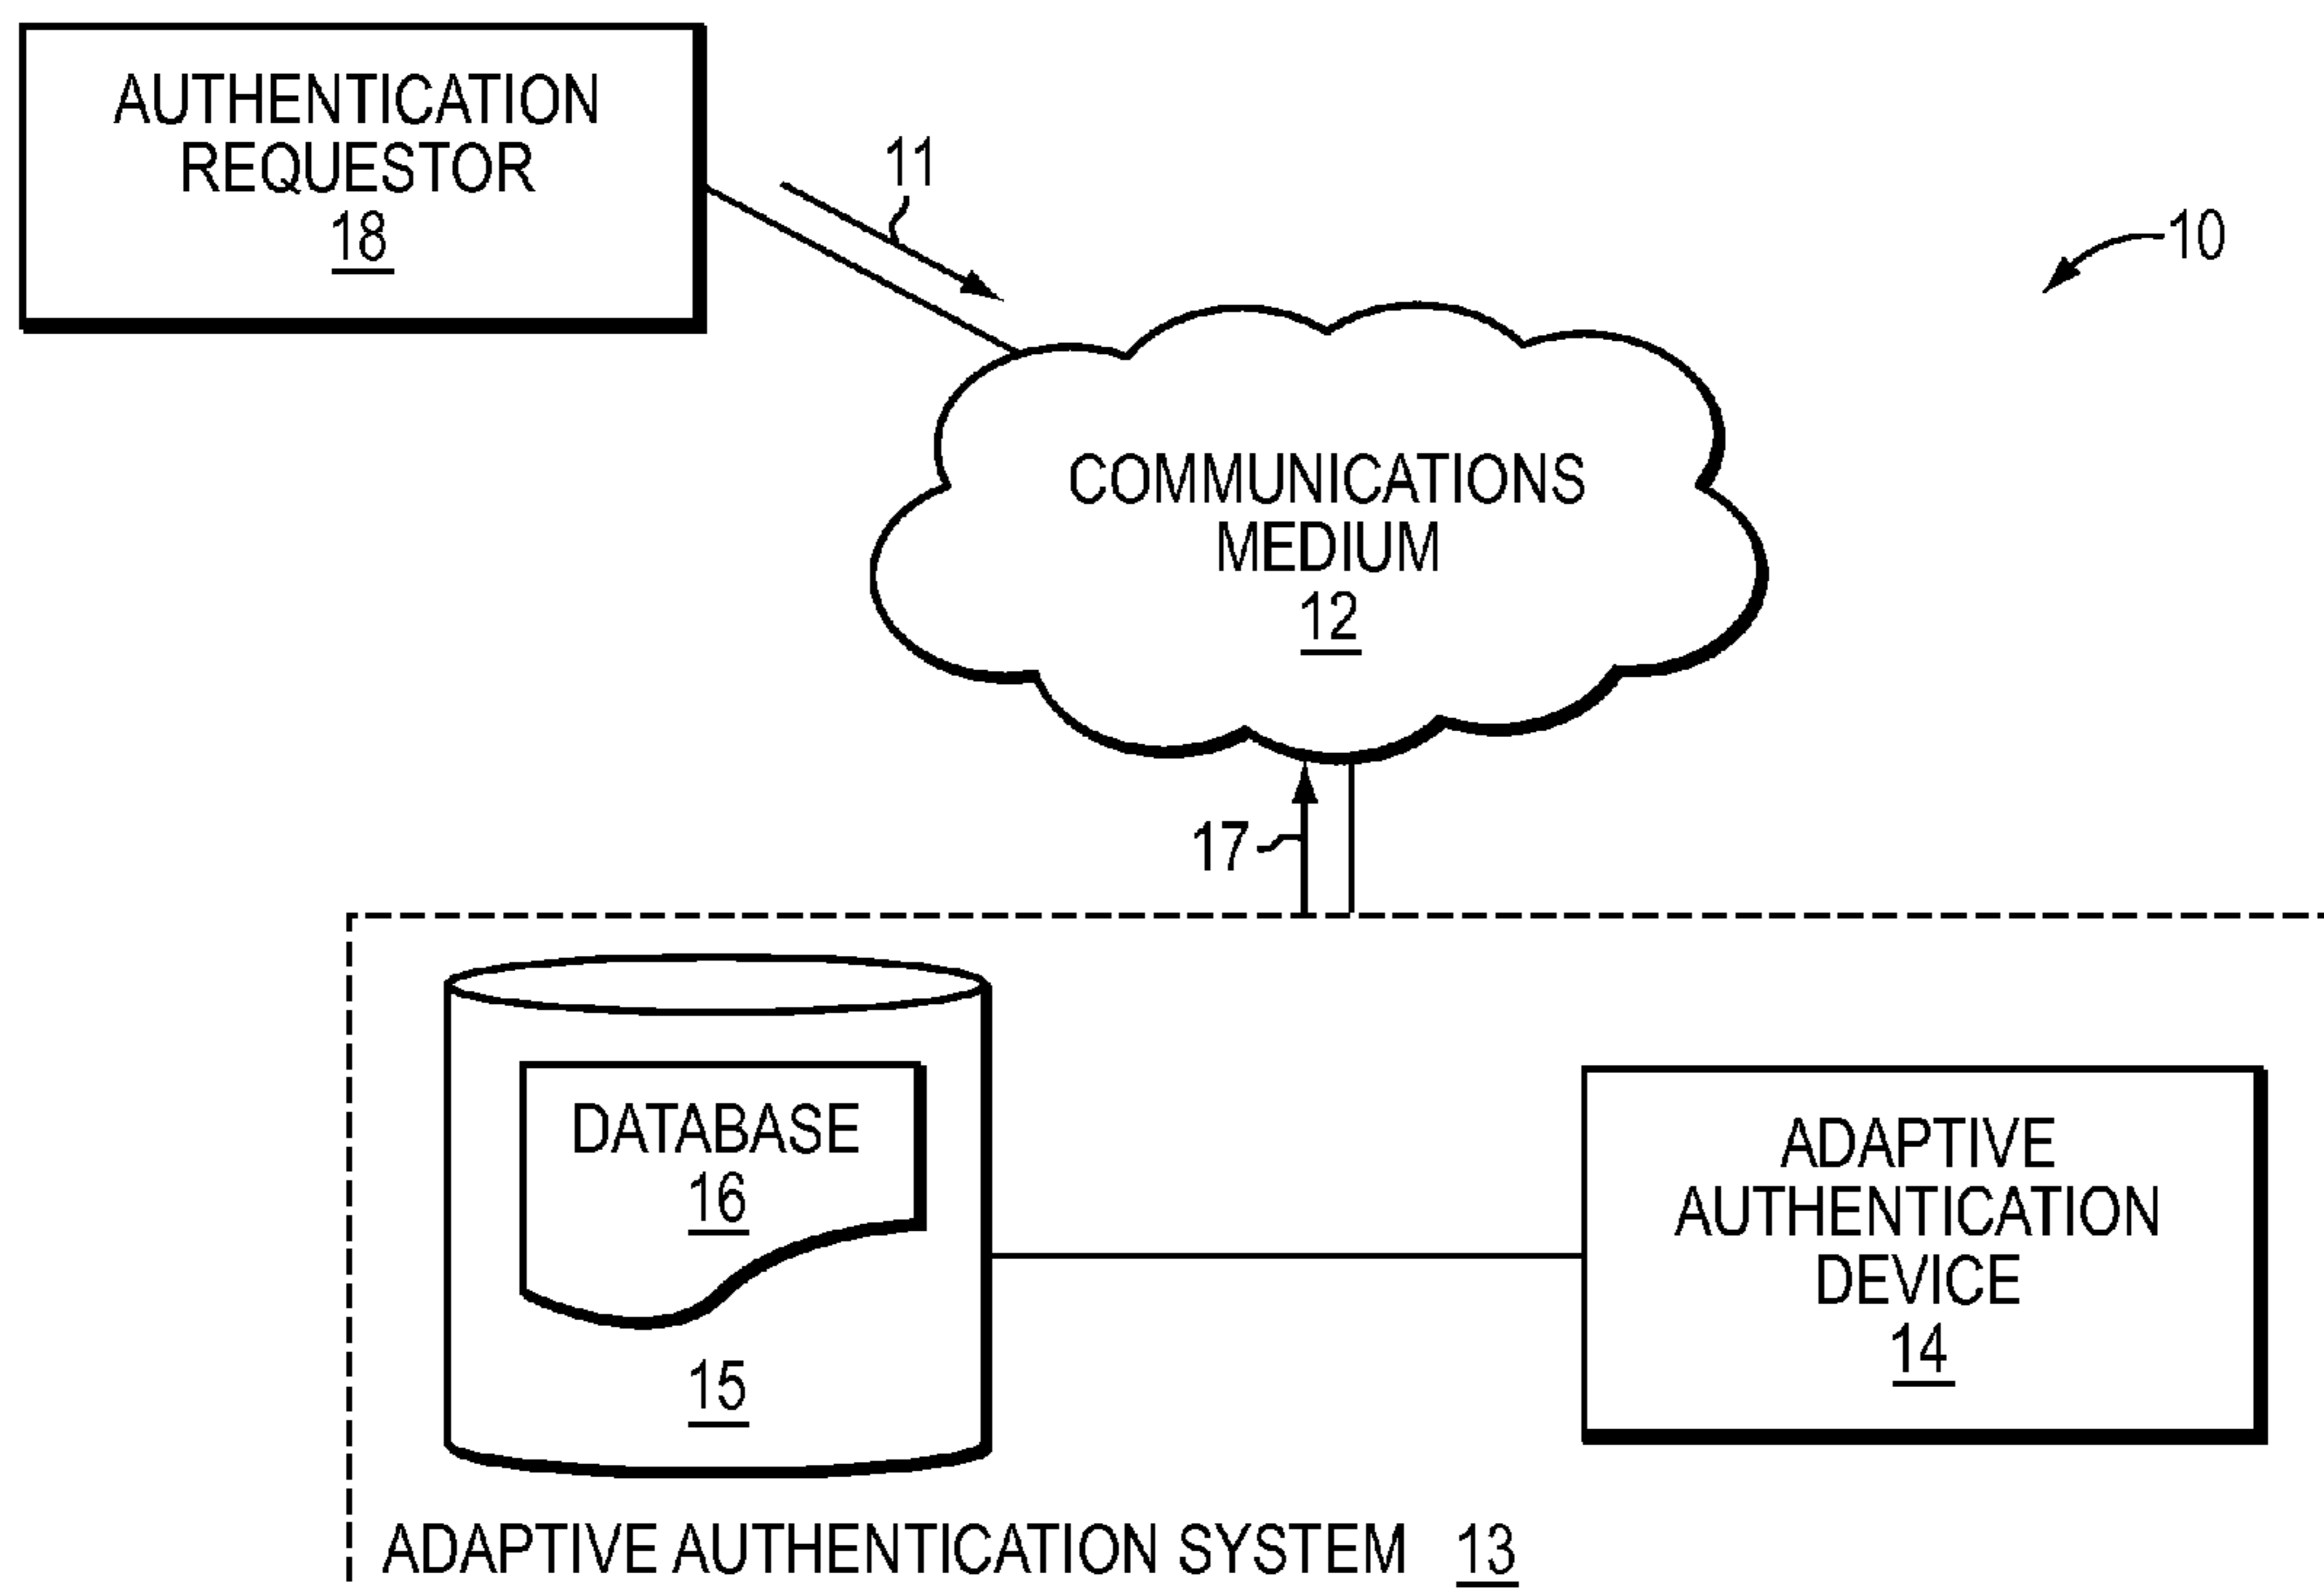 AUTHENTICATION
REQUESTOR
18
11
10
COMMUNICATIONS
MEDIUM
12
17
DATABASE
16
15
ADAPTIVE
AUTHENTICATION
DEVICE
14
ADAPTIVE AUTHENTICATION SYSTEM 13